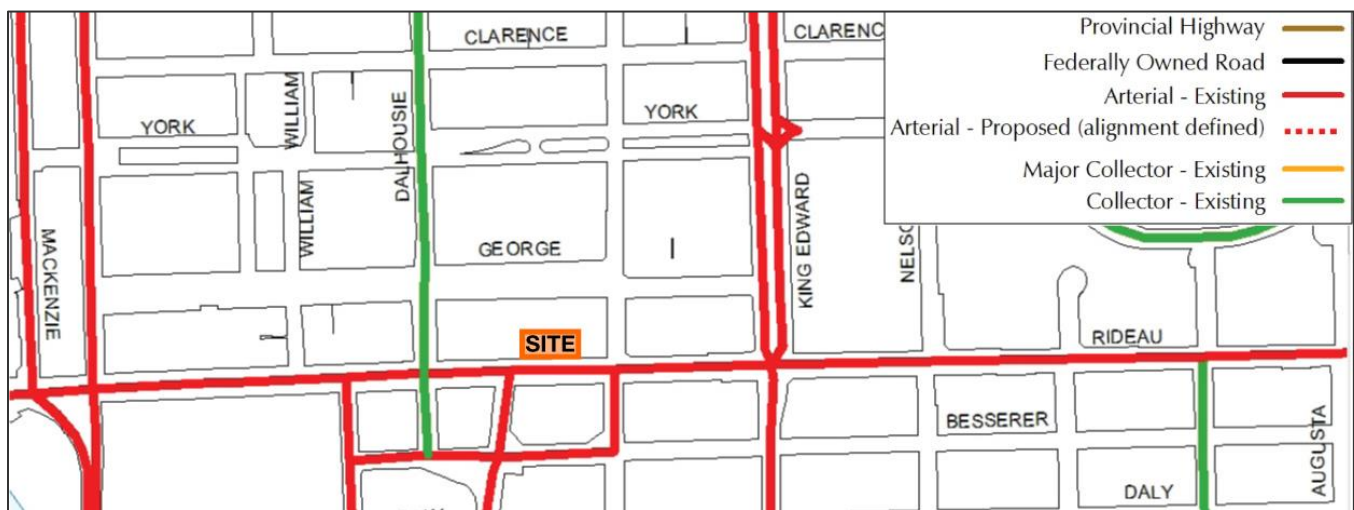 CLARENCE
CLARENC
Provincial Highway
Federally Owned Road
Arterial - Existing
Arterial - Proposed (alignment defined)
Major Collector - Existing
Collector - Existing
YORK
WILLIAM
DALHOUSIE
YORK
MACKENZIE
WILLIAM
GEORGE
KING EDWARD
NELSO
SITE
RIDEAU
BESSERER
DALY
AUGUSTA